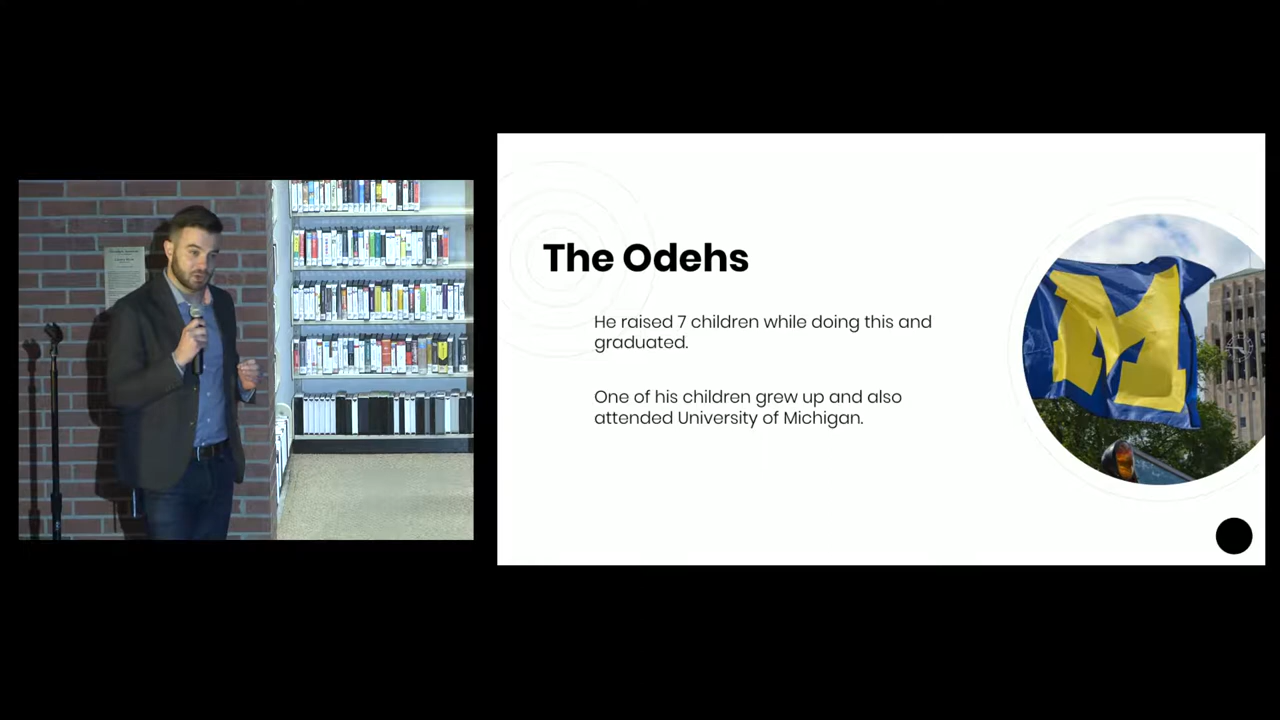 The Odehs
He raised 7 children while doing this and
graduated.
One of his children grew up and also
attended University of Michigan.
M